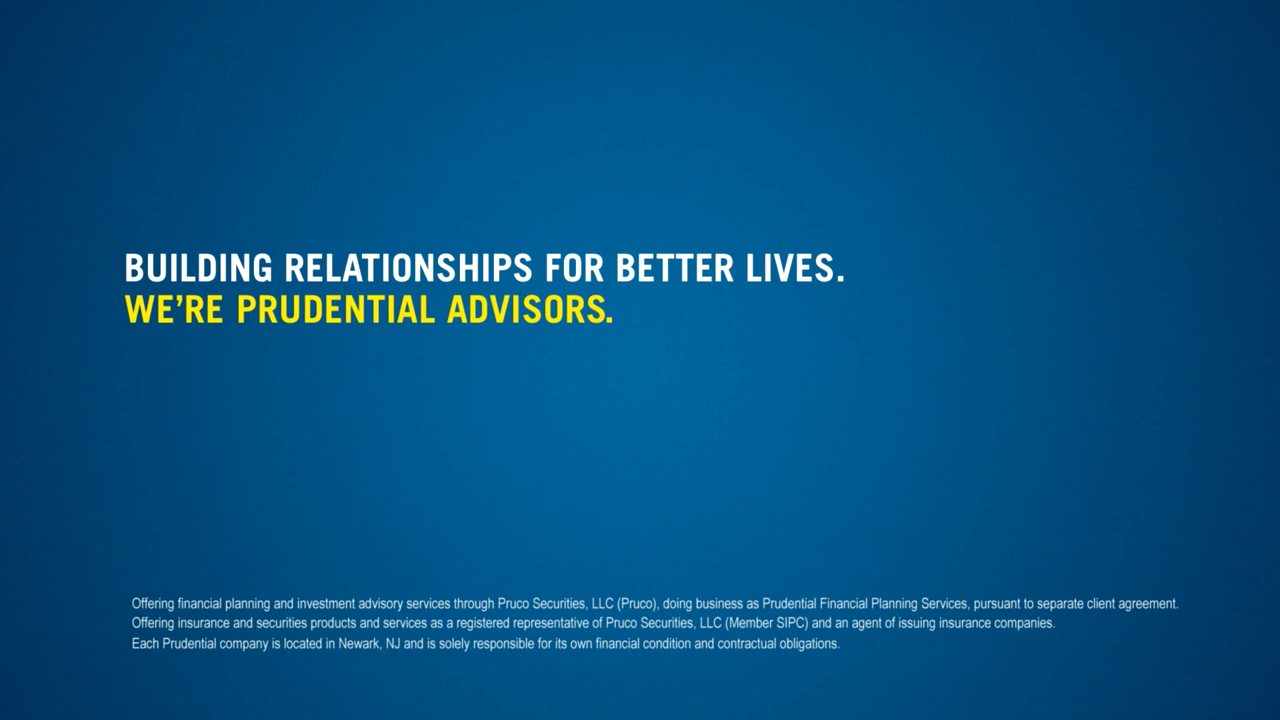 BUILDING RELATIONSHIPS FOR BETTER LIVES.
WE'RE PRUDENTIAL ADVISORS.
Offering financial planning and investment advisory services through Pruco Securities, LLC (Pruco), doing business as Prudential Financial Planning Services, pursuant to separate client agreement.
Offering insurance and securities products and services as a registered representative of Pruco Securities, LLC (Member SIPC) and an agent of issuing insurance companies.
Each Prudential company is located in Newark, NJ and is solely responsible for its own financial condition and contractual obligations.